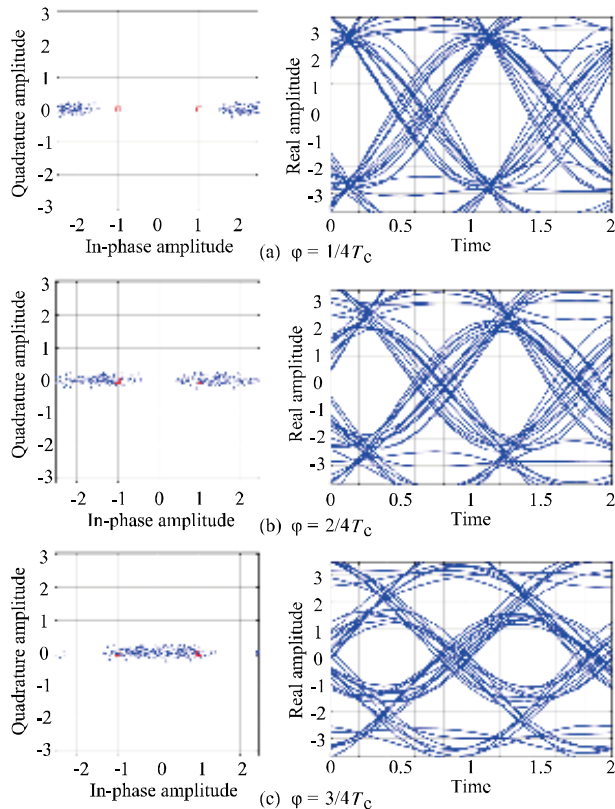 Quadrature amplitude
3
2
1
0
-1
-2
-3
-2 -1 0 1 2
In-phase amplitude
Real amplitude
3
2
1
0
-1
-2
-3
0 0.5 1 1.5 2
Time
(a) φ = 1/4Tc
Quadrature amplitude
3
2
1
0
-1
-2
-3
-2 -1 0 1 2
In-phase amplitude
Real amplitude
3
2
1
0
-1
-2
-3
0 0.5 1 1.5 2
Time
(b) φ = 2/4Tc
Quadrature amplitude
3
2
1
0
-1
-2
-3
-2 -1 0 1 2
In-phase amplitude
Real amplitude
3
2
1
0
-1
-2
-3
0 0.5 1 1.5 2
Time
(c) φ = 3/4Tc